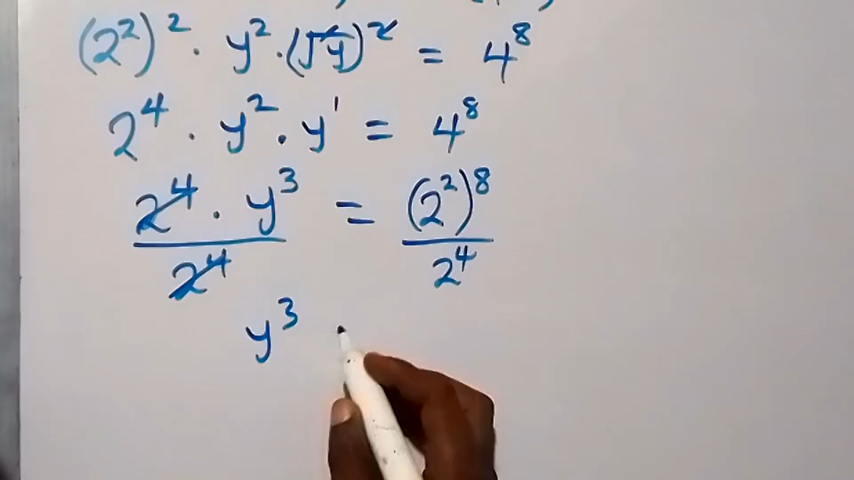 (2²)² · y² · (√y)² = 4⁸
2⁴ · y² · y¹ = 4⁸
2⁴ · y³ / 2⁴ = (2²)⁸ / 2⁴
y³